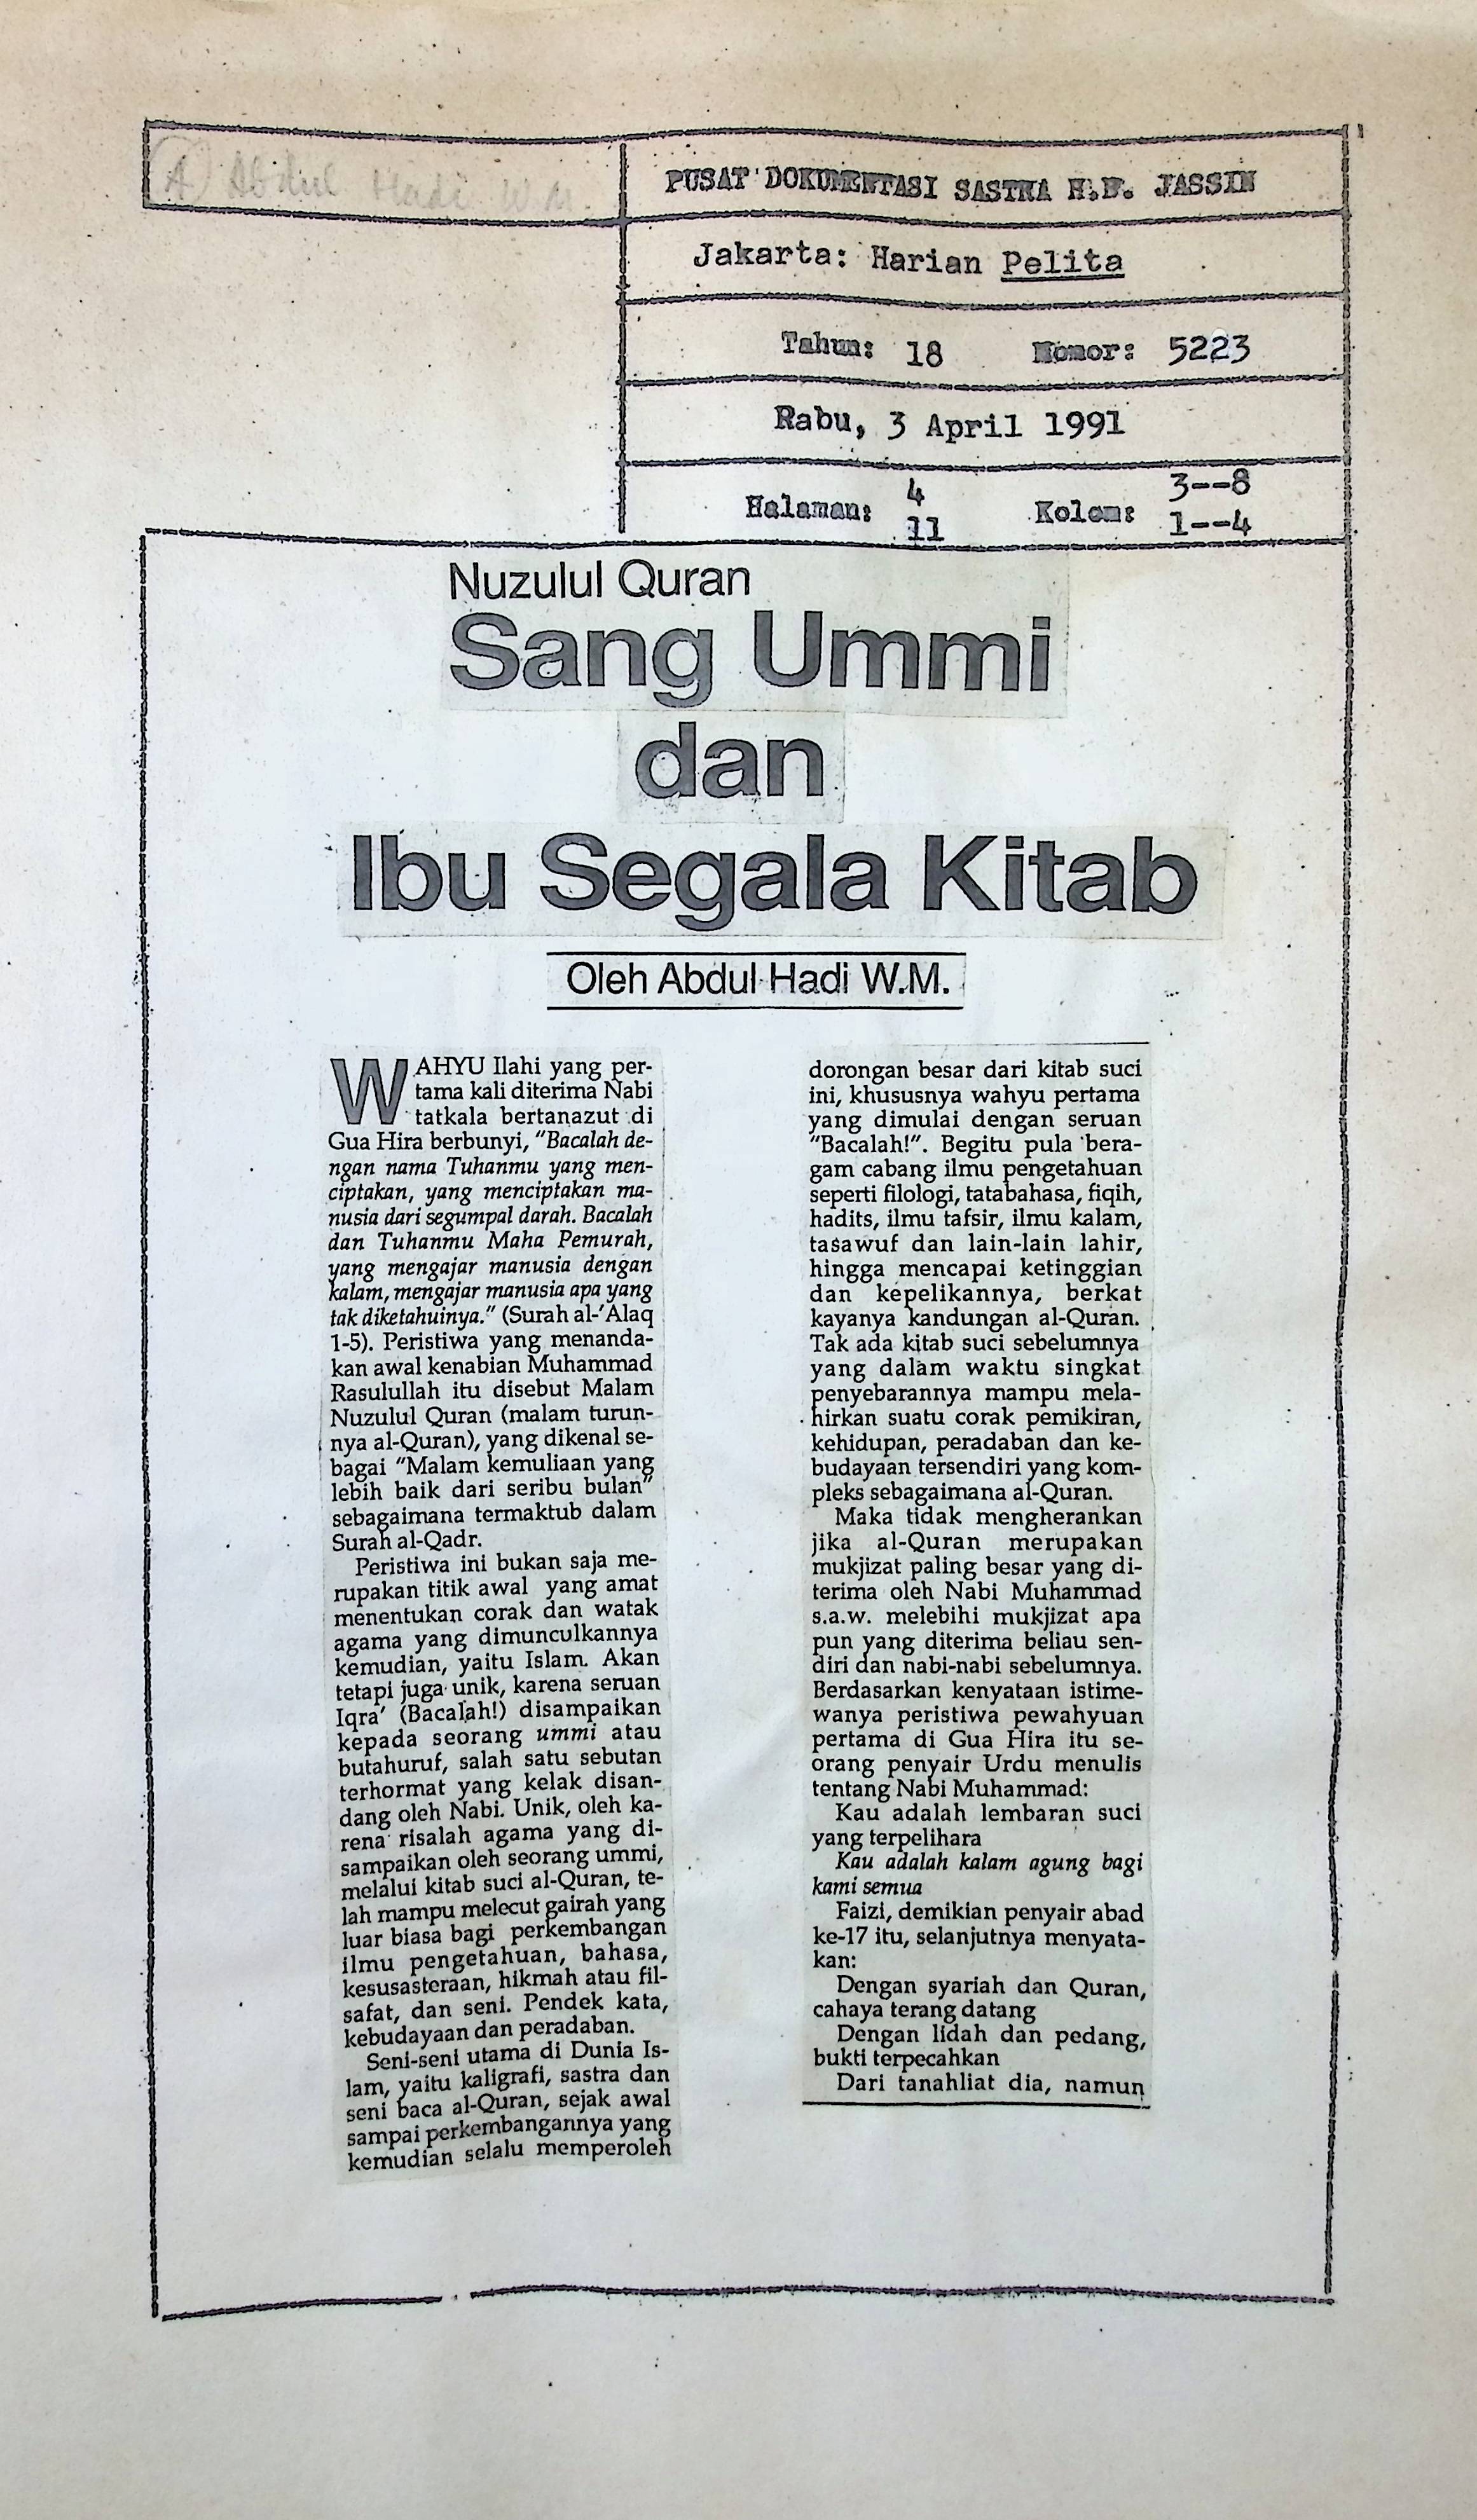 A Abdul Hadi W.M.
PUSAT DOKUMENTASI SASTRA H.B. JASSIN
Jakarta: Harian Pelita
Tahun: 18 Nomor: 5223
Rabu, 3 April 1991
Halaman: 4 11 Kolom: 3--8 1--4
Nuzulul Quran
Sang Ummi
dan
Ibu Segala Kitab
Oleh Abdul Hadi W.M.
WAHYU Ilahi yang per-
tama kali diterima Nabi
tatkala bertanazut di
Gua Hira berbunyi, “Bacalah de-
ngan nama Tuhanmu yang men-
ciptakan, yang menciptakan ma-
nusia dari segumpal darah. Bacalah
dan Tuhanmu Maha Pemurah,
yang mengajar manusia dengan
kalam, mengajar manusia apa yang
tak diketahuinya.” (Surah al-’Alaq
1-5). Peristiwa yang menanda-
kan awal kenabian Muhammad
Rasulullah itu disebut Malam
Nuzulul Quran (malam turun-
nya al-Quran), yang dikenal se-
bagai “Malam kemuliaan yang
lebih baik dari seribu bulan”
sebagaimana termaktub dalam
Surah al-Qadr.
Peristiwa ini bukan saja me-
rupakan titik awal yang amat
menentukan corak dan watak
agama yang dimunculkannya
kemudian, yaitu Islam. Akan
tetapi juga unik, karena seruan
Iqra’ (Bacalah!) disampaikan
kepada seorang ummi atau
butahuruf, salah satu sebutan
terhormat yang kelak disan-
dang oleh Nabi. Unik, oleh ka-
rena risalah agama yang di-
sampaikan oleh seorang ummi,
melalui kitab suci al-Quran, te-
lah mampu melecut gairah yang
luar biasa bagi perkembangan
ilmu pengetahuan, bahasa,
kesusasteraan, hikmah atau fil-
safat, dan seni. Pendek kata,
kebudayaan dan peradaban.
Seni-seni utama di Dunia Is-
lam, yaitu kaligrafi, sastra dan
seni baca al-Quran, sejak awal
sampai perkembangannya yang
kemudian selalu memperoleh
dorongan besar dari kitab suci
ini, khususnya wahyu pertama
yang dimulai dengan seruan
“Bacalah!”. Begitu pula bera-
gam cabang ilmu pengetahuan
seperti filologi, tatabahasa, fiqih,
hadits, ilmu tafsir, ilmu kalam,
tasawuf dan lain-lain lahir,
hingga mencapai ketinggian
dan kepelikannya, berkat
kayanya kandungan al-Quran.
Tak ada kitab suci sebelumnya
yang dalam waktu singkat
penyebarannya mampu mela-
hirkan suatu corak pemikiran,
kehidupan, peradaban dan ke-
budayaan tersendiri yang kom-
pleks sebagaimana al-Quran.
Maka tidak mengherankan
jika al-Quran merupakan
mukjizat paling besar yang di-
terima oleh Nabi Muhammad
s.a.w. melebihi mukjizat apa
pun yang diterima beliau sen-
diri dan nabi-nabi sebelumnya.
Berdasarkan kenyataan istime-
wanya peristiwa pewahyuan
pertama di Gua Hira itu se-
orang penyair Urdu menulis
tentang Nabi Muhammad:
Kau adalah lembaran suci
yang terpelihara
Kau adalah kalam agung bagi
kami semua
Faizi, demikian penyair abad
ke-17 itu, selanjutnya menyata-
kan:
Dengan syariah dan Quran,
cahaya terang datang
Dengan lidah dan pedang,
bukti terpecahkan
Dari tanahliat dia, namun